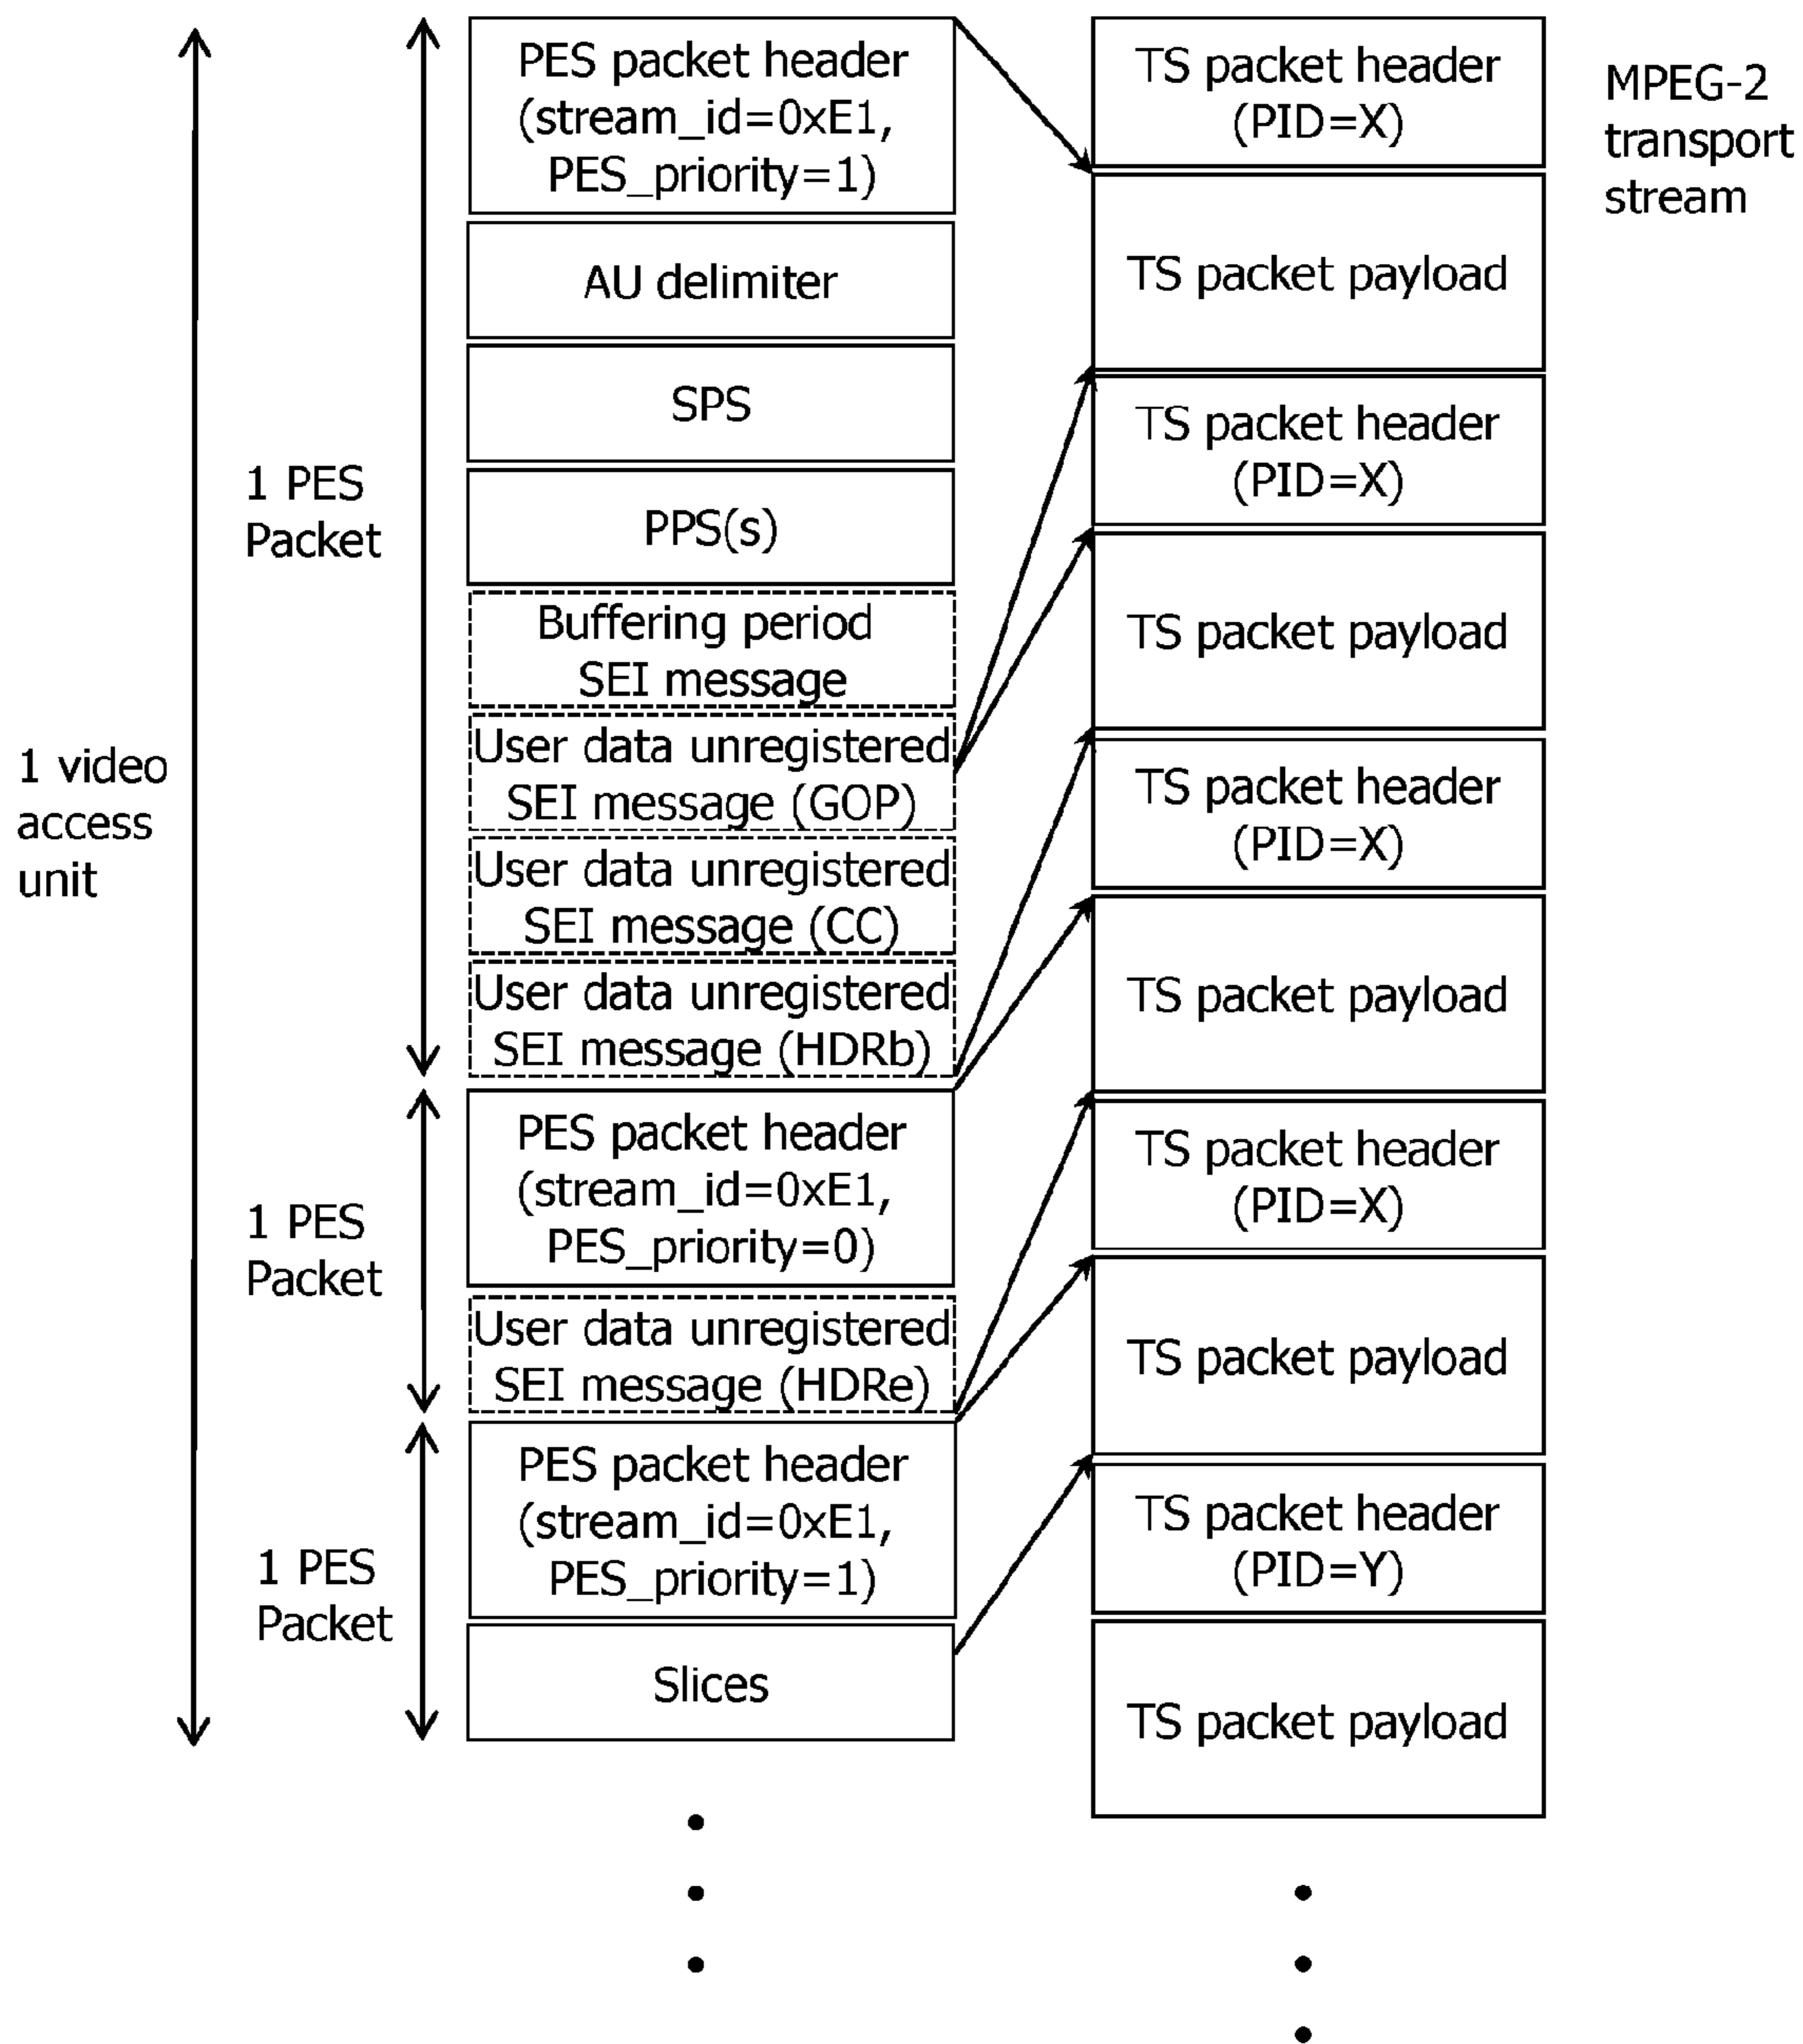 1 video
access
unit
1 PES
Packet
1 PES
Packet
1 PES
Packet
PES packet header
(stream_id=0xE1,
PES_priority=1)
AU delimiter
SPS
PPS(s)
Buffering period
SEI message
User data unregistered
SEI message (GOP)
User data unregistered
SEI message (CC)
User data unregistered
SEI message (HDRb)
PES packet header
(stream_id=0xE1,
PES_priority=0)
User data unregistered
SEI message (HDRe)
PES packet header
(stream_id=0xE1,
PES_priority=1)
Slices
TS packet header
(PID=X)
TS packet payload
TS packet header
(PID=X)
TS packet payload
TS packet header
(PID=X)
TS packet payload
TS packet header
(PID=X)
TS packet payload
TS packet header
(PID=Y)
TS packet payload
MPEG-2
transport
stream